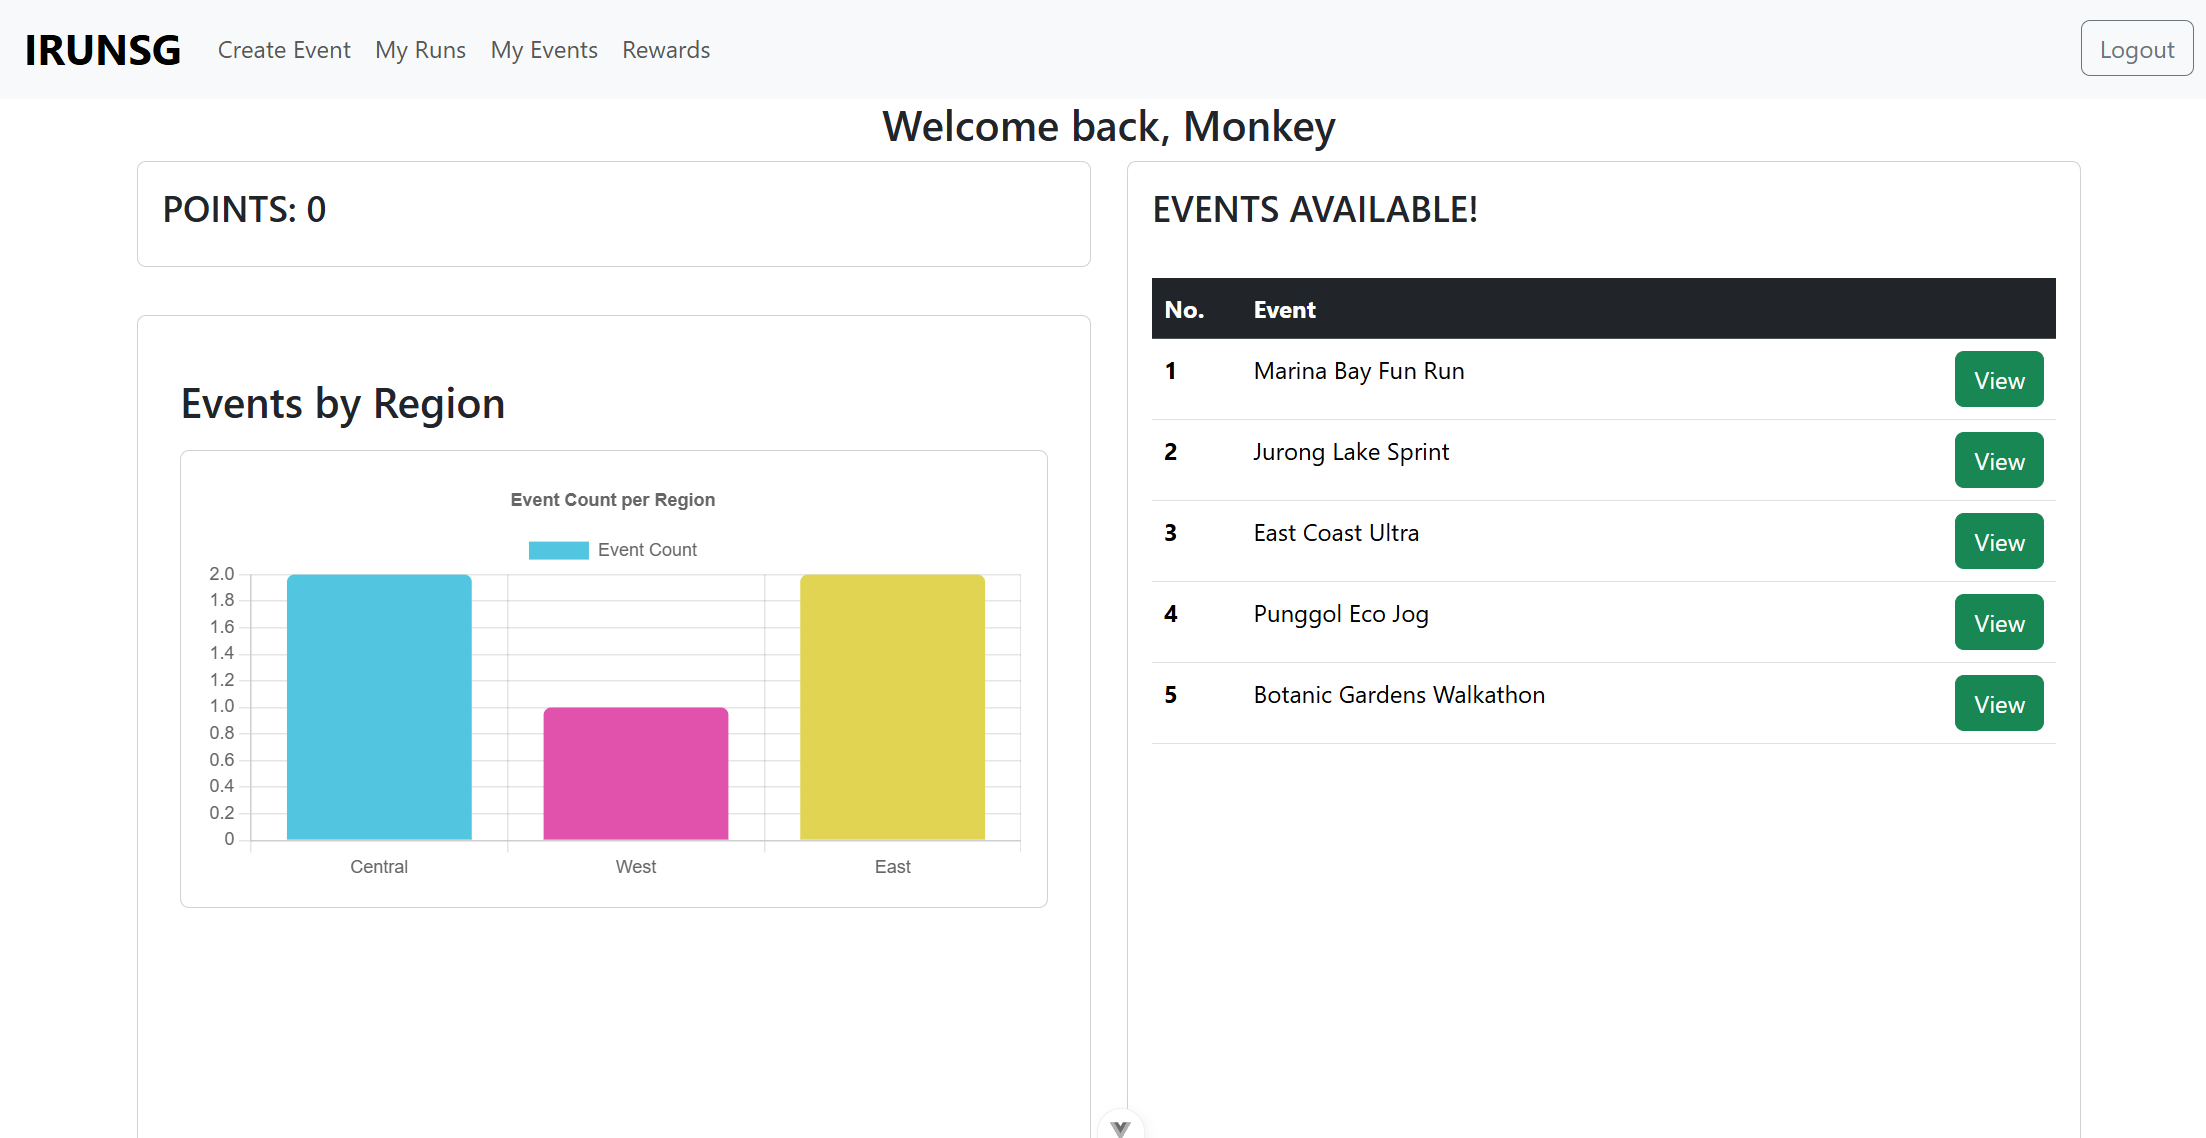 IRUNSG Create Event My Runs My Events Rewards Logout
Welcome back, Monkey
POINTS: 0
Events by Region
Event Count per Region
Event Count
2.0
1.8
1.6
1.4
1.2
1.0
0.8
0.6
0.4
0.2
0
Central West East
EVENTS AVAILABLE!
No. Event
1 Marina Bay Fun Run View
2 Jurong Lake Sprint View
3 East Coast Ultra View
4 Punggol Eco Jog View
5 Botanic Gardens Walkathon View